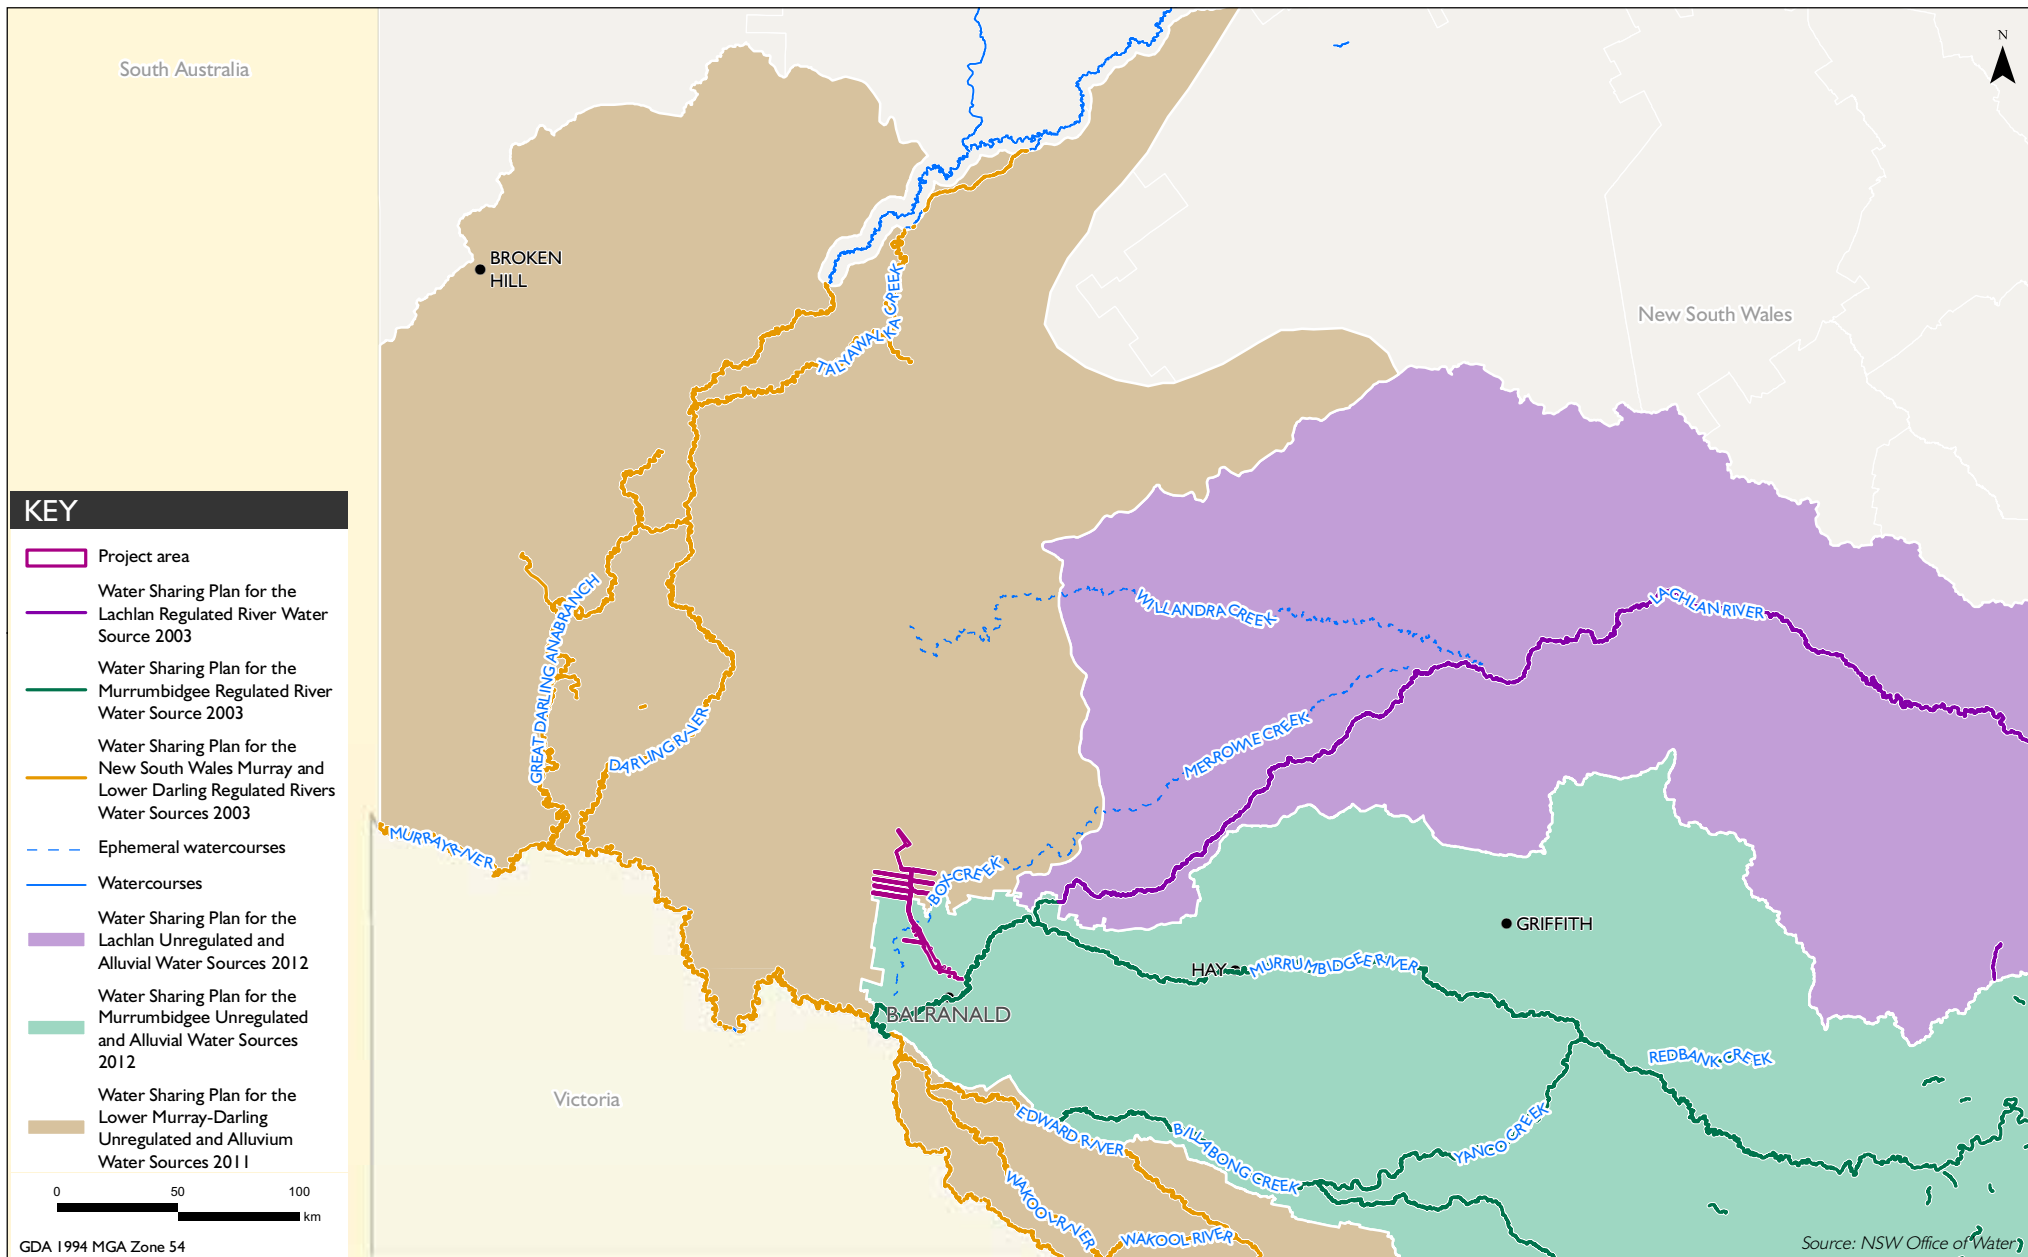 South Australia
N
BROKEN
HILL
TALYAWALKA CREEK
New South Wales
GREAT DARLING ANABRANCH
DARLING RIVER
WILLANDRA CREEK
LACHLAN RIVER
MERROWIE CREEK
MURRAY RIVER
BOX CREEK
GRIFFITH
HAY
MURRUMBIDGEE RIVER
BALRANALD
REDBANK CREEK
Victoria
EDWARD RIVER
BILLABONG CREEK
YANCO CREEK
WAKOOL RIVER
WAKOOL RIVER
KEY
Project area
Water Sharing Plan for the
Lachlan Regulated River Water
Source 2003
Water Sharing Plan for the
Murrumbidgee Regulated River
Water Source 2003
Water Sharing Plan for the
New South Wales Murray and
Lower Darling Regulated Rivers
Water Sources 2003
Ephemeral watercourses
Watercourses
Water Sharing Plan for the
Lachlan Unregulated and
Alluvial Water Sources 2012
Water Sharing Plan for the
Murrumbidgee Unregulated
and Alluvial Water Sources
2012
Water Sharing Plan for the
Lower Murray-Darling
Unregulated and Alluvium
Water Sources 2011
0 50 100
km
GDA 1994 MGA Zone 54
Source: NSW Office of Water